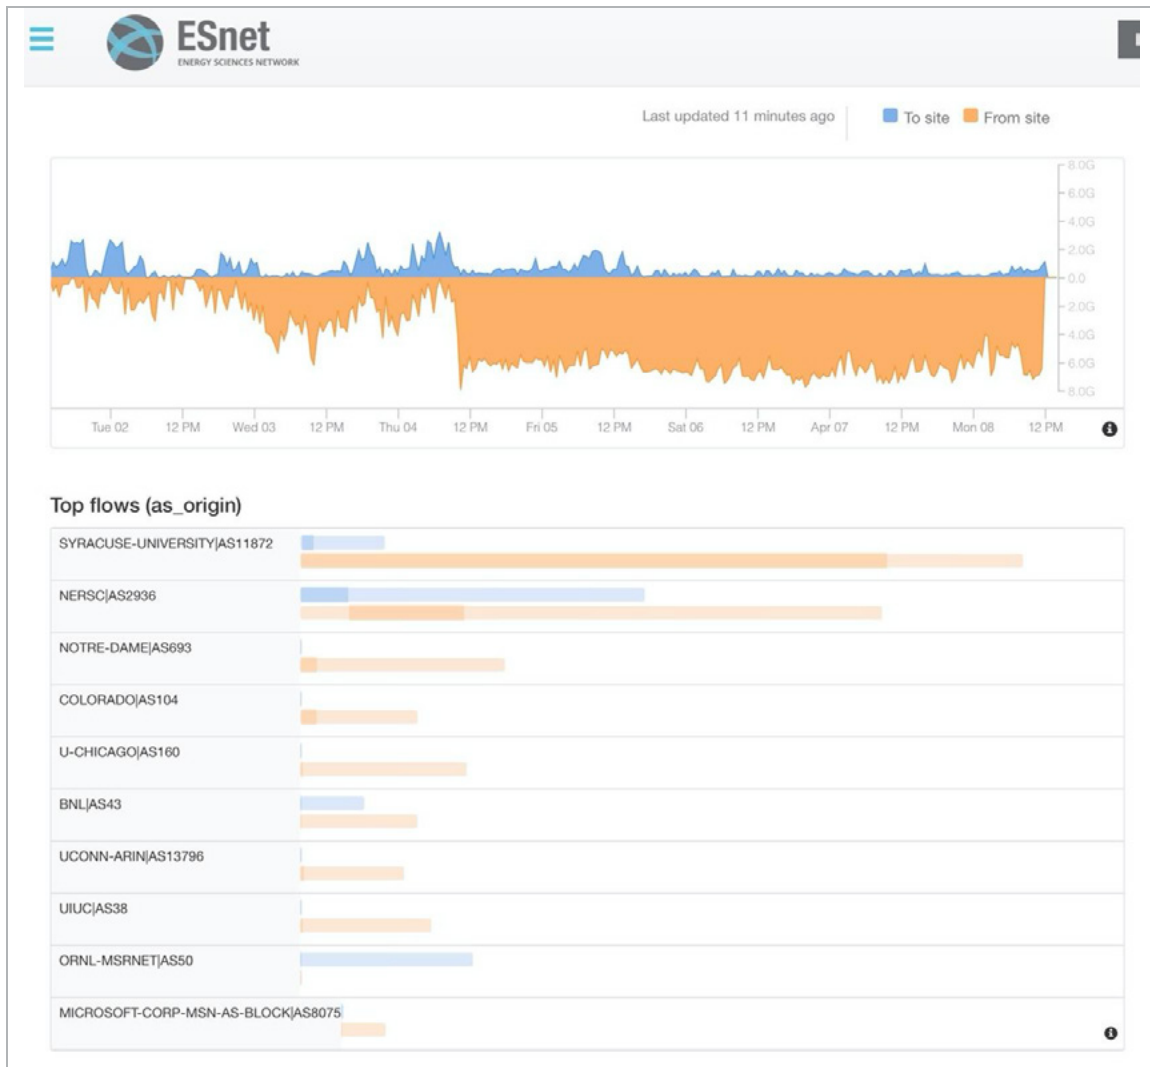 ESnet
ENERGY SCIENCES NETWORK
Last updated 11 minutes ago
To site From site
8.0G
6.0G
4.0G
2.0G
0.0
2.0G
4.0G
6.0G
8.0G
Tue 02 12 PM Wed 03 12 PM Thu 04 12 PM Fri 05 12 PM Sat 06 12 PM Apr 07 12 PM Mon 08 12 PM
Top flows (as_origin)
SYRACUSE-UNIVERSITY|AS11872
NERSC|AS2936
NOTRE-DAME|AS693
COLORADO|AS104
U-CHICAGO|AS160
BNL|AS43
UCONN-ARIN|AS13796
UIUC|AS38
ORNL-MSRNET|AS50
MICROSOFT-CORP-MSN-AS-BLOCK|AS8075